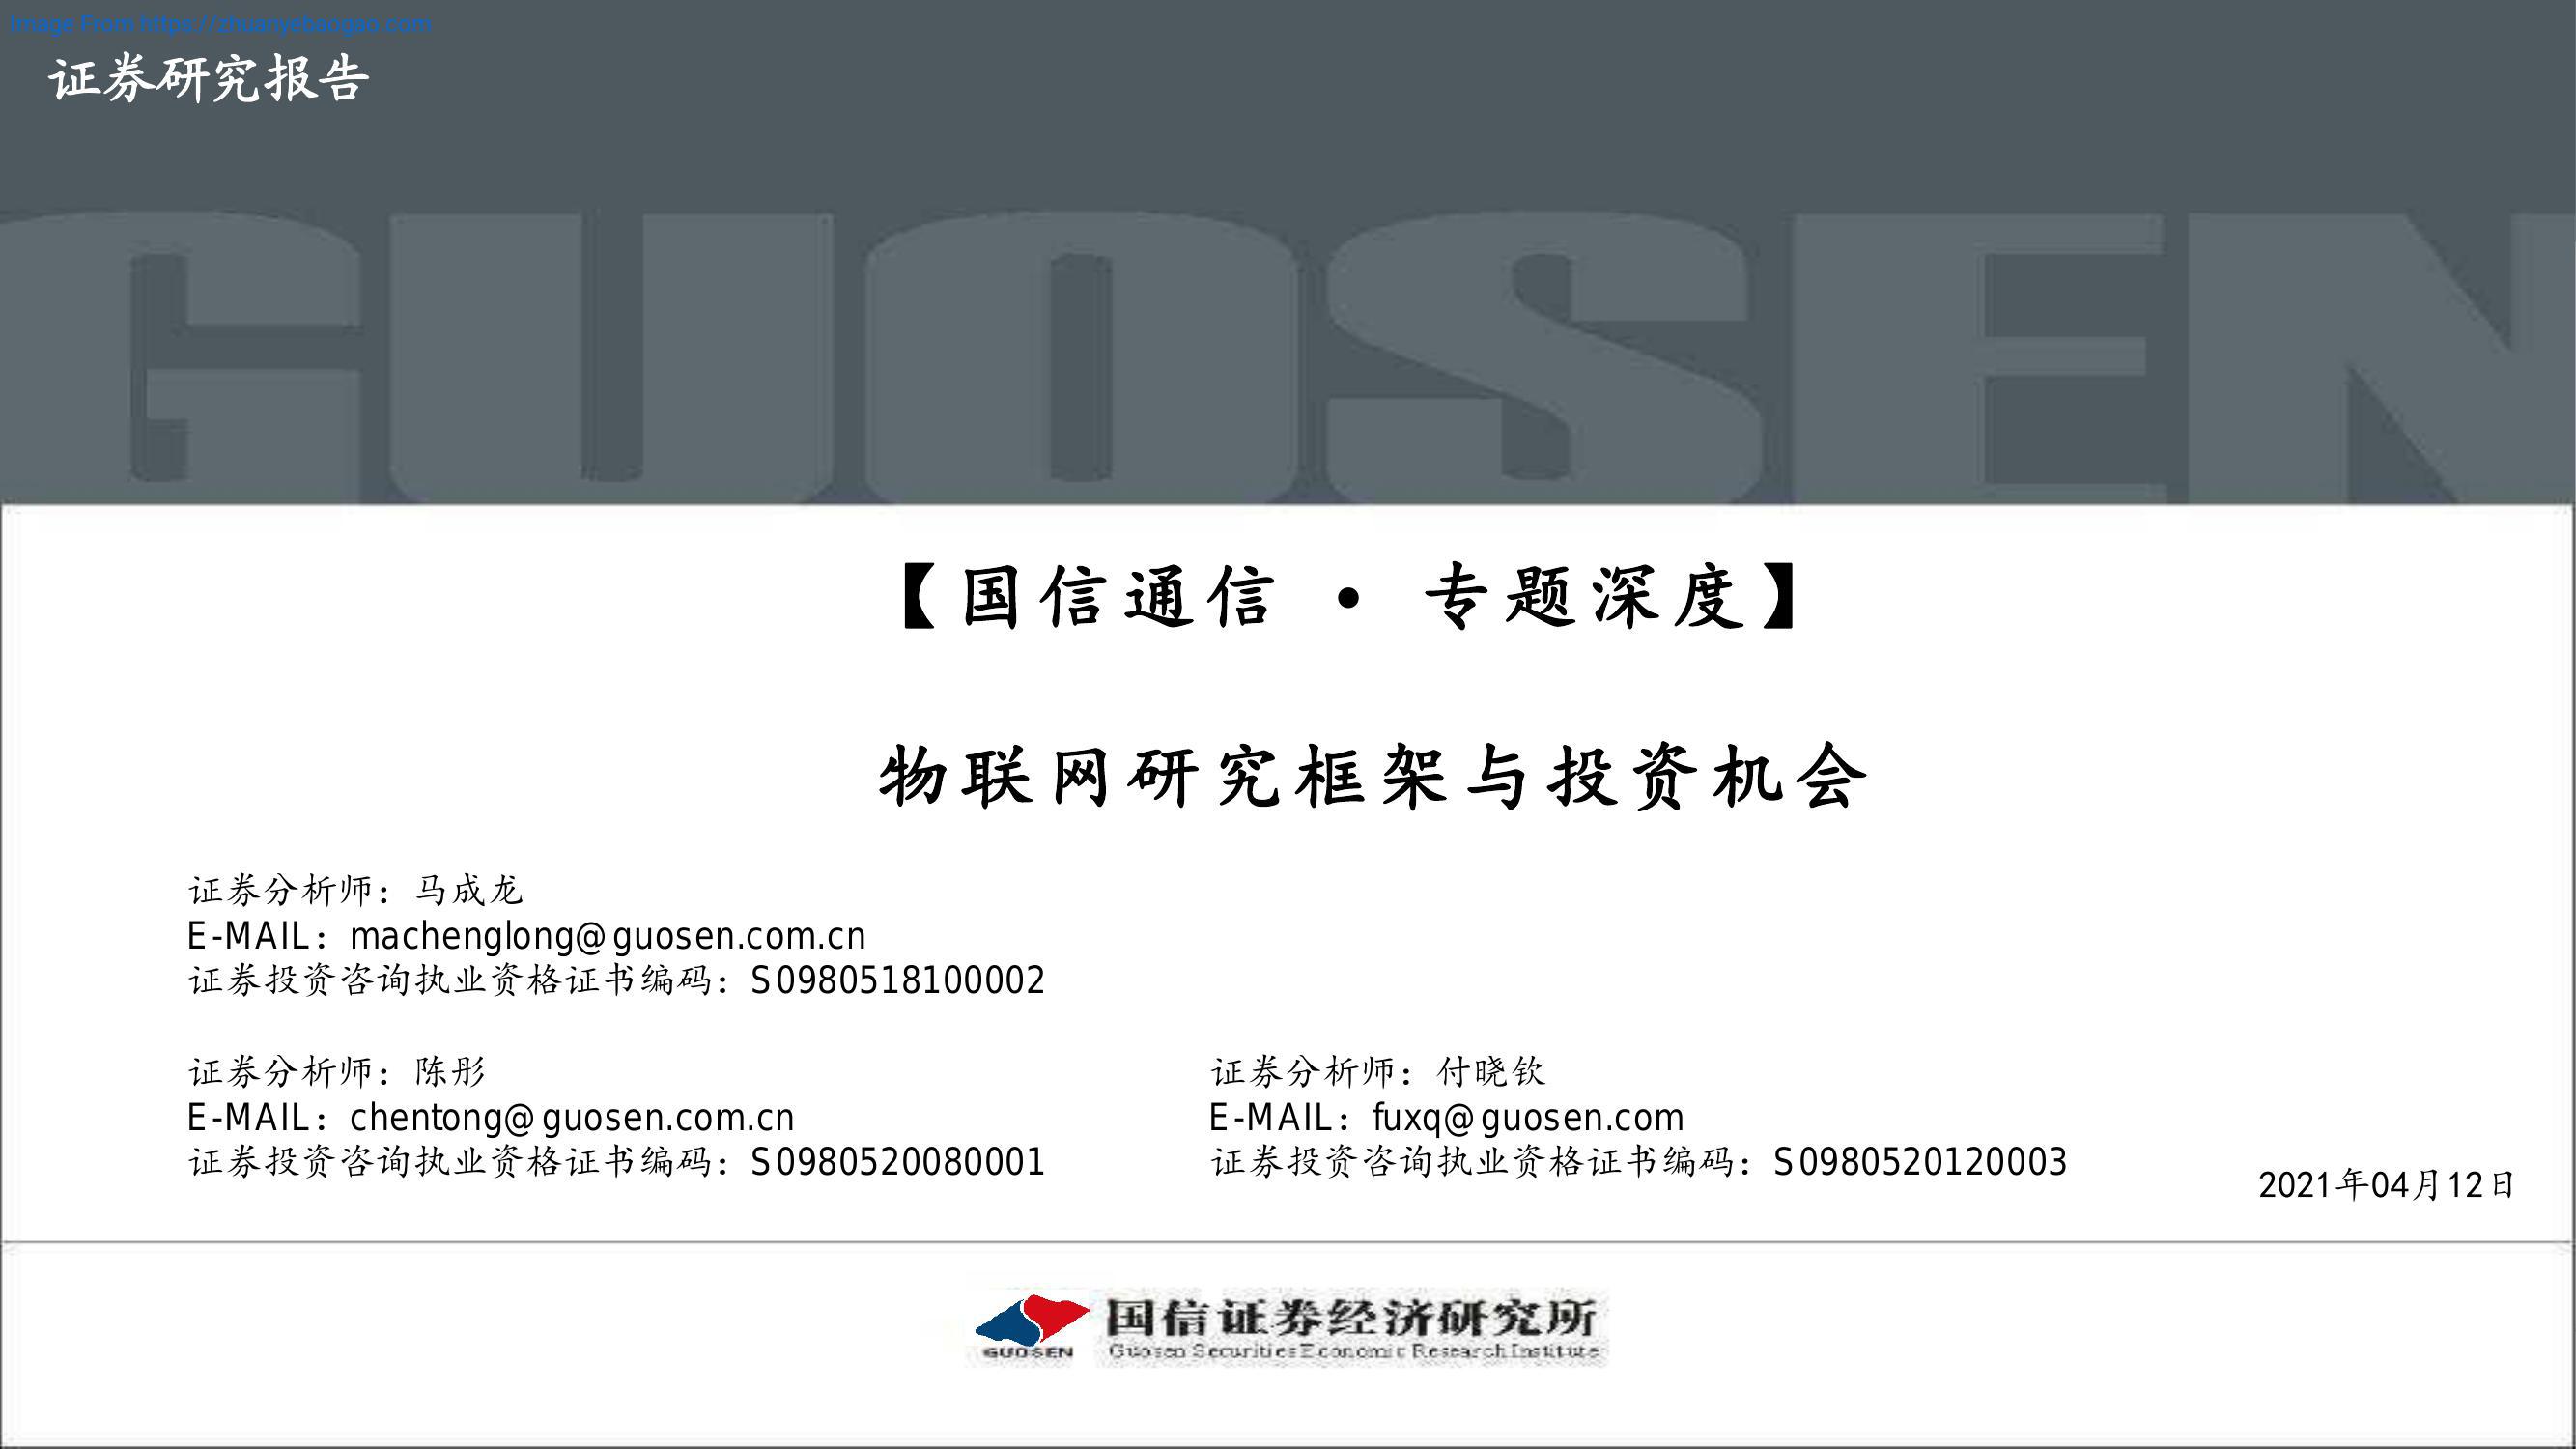 Image From https://zhuanyebaogao.com
证券研究报告
GUOSEN
【国信通信 • 专题深度】
物联网研究框架与投资机会
证券分析师：马成龙
E-MAIL：machenglong@guosen.com.cn
证券投资咨询执业资格证书编码：S0980518100002
证券分析师：陈彤
E-MAIL：chentong@guosen.com.cn
证券投资咨询执业资格证书编码：S0980520080001
证券分析师：付晓钦
E-MAIL：fuxq@guosen.com
证券投资咨询执业资格证书编码：S0980520120003
2021年04月12日
国信证券经济研究所
GUOSEN
Guosen Securities Economic Research Institute